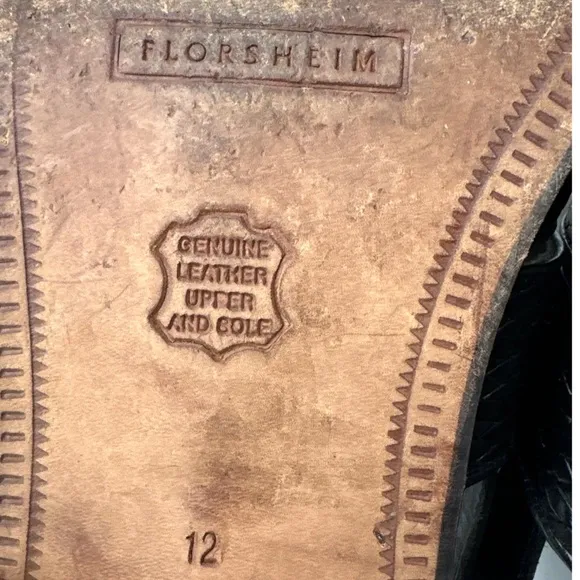 FLORSHEIM
GENUINE
LEATHER
UPPER
AND SOLE
12